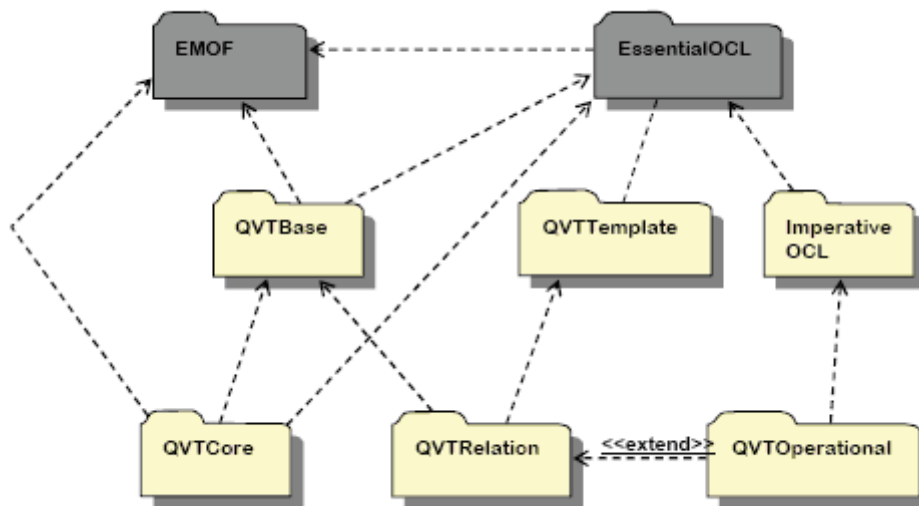 EMOF
EssentialOCL
QVTBase
QVTTemplate
Imperative
OCL
QVTCore
QVTRelation
<<extend>>
QVTOperational